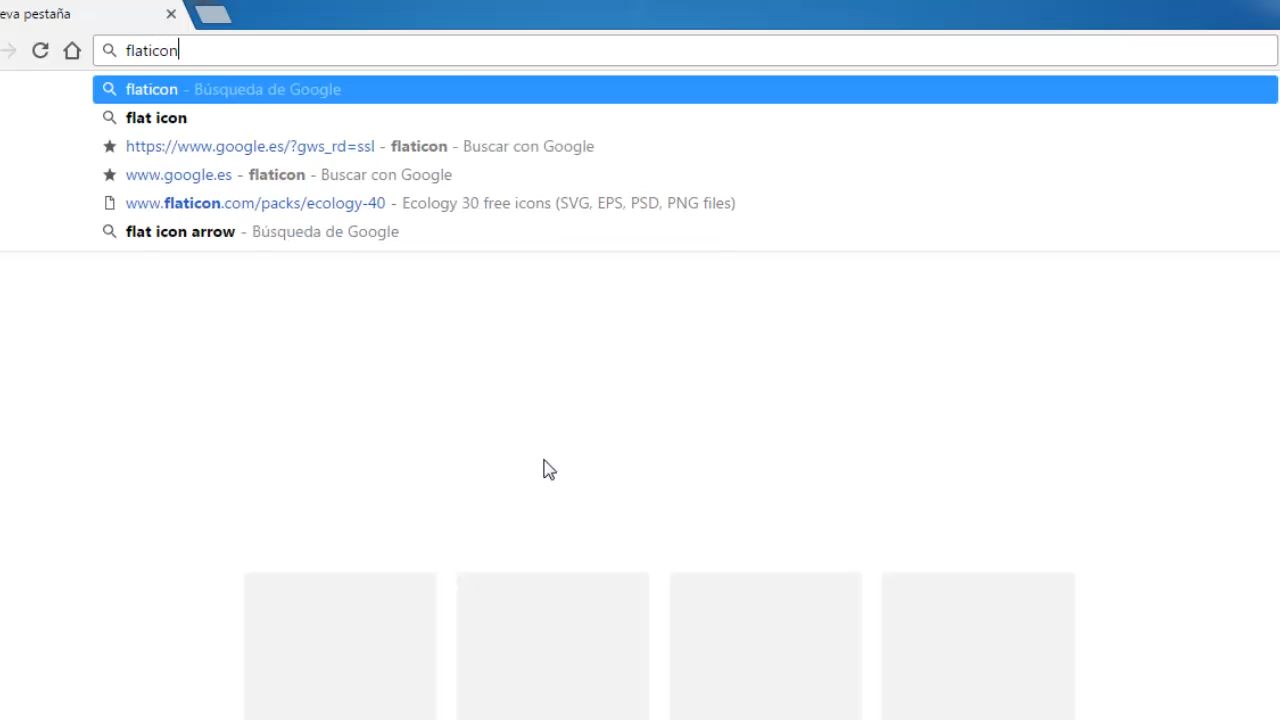 eva pestaña
flaticon
flaticon - Búsqueda de Google
flat icon
https://www.google.es/?gws_rd=ssl - flaticon - Buscar con Google
www.google.es - flaticon - Buscar con Google
www.flaticon.com/packs/ecology-40 - Ecology 30 free icons (SVG, EPS, PSD, PNG files)
flat icon arrow - Búsqueda de Google